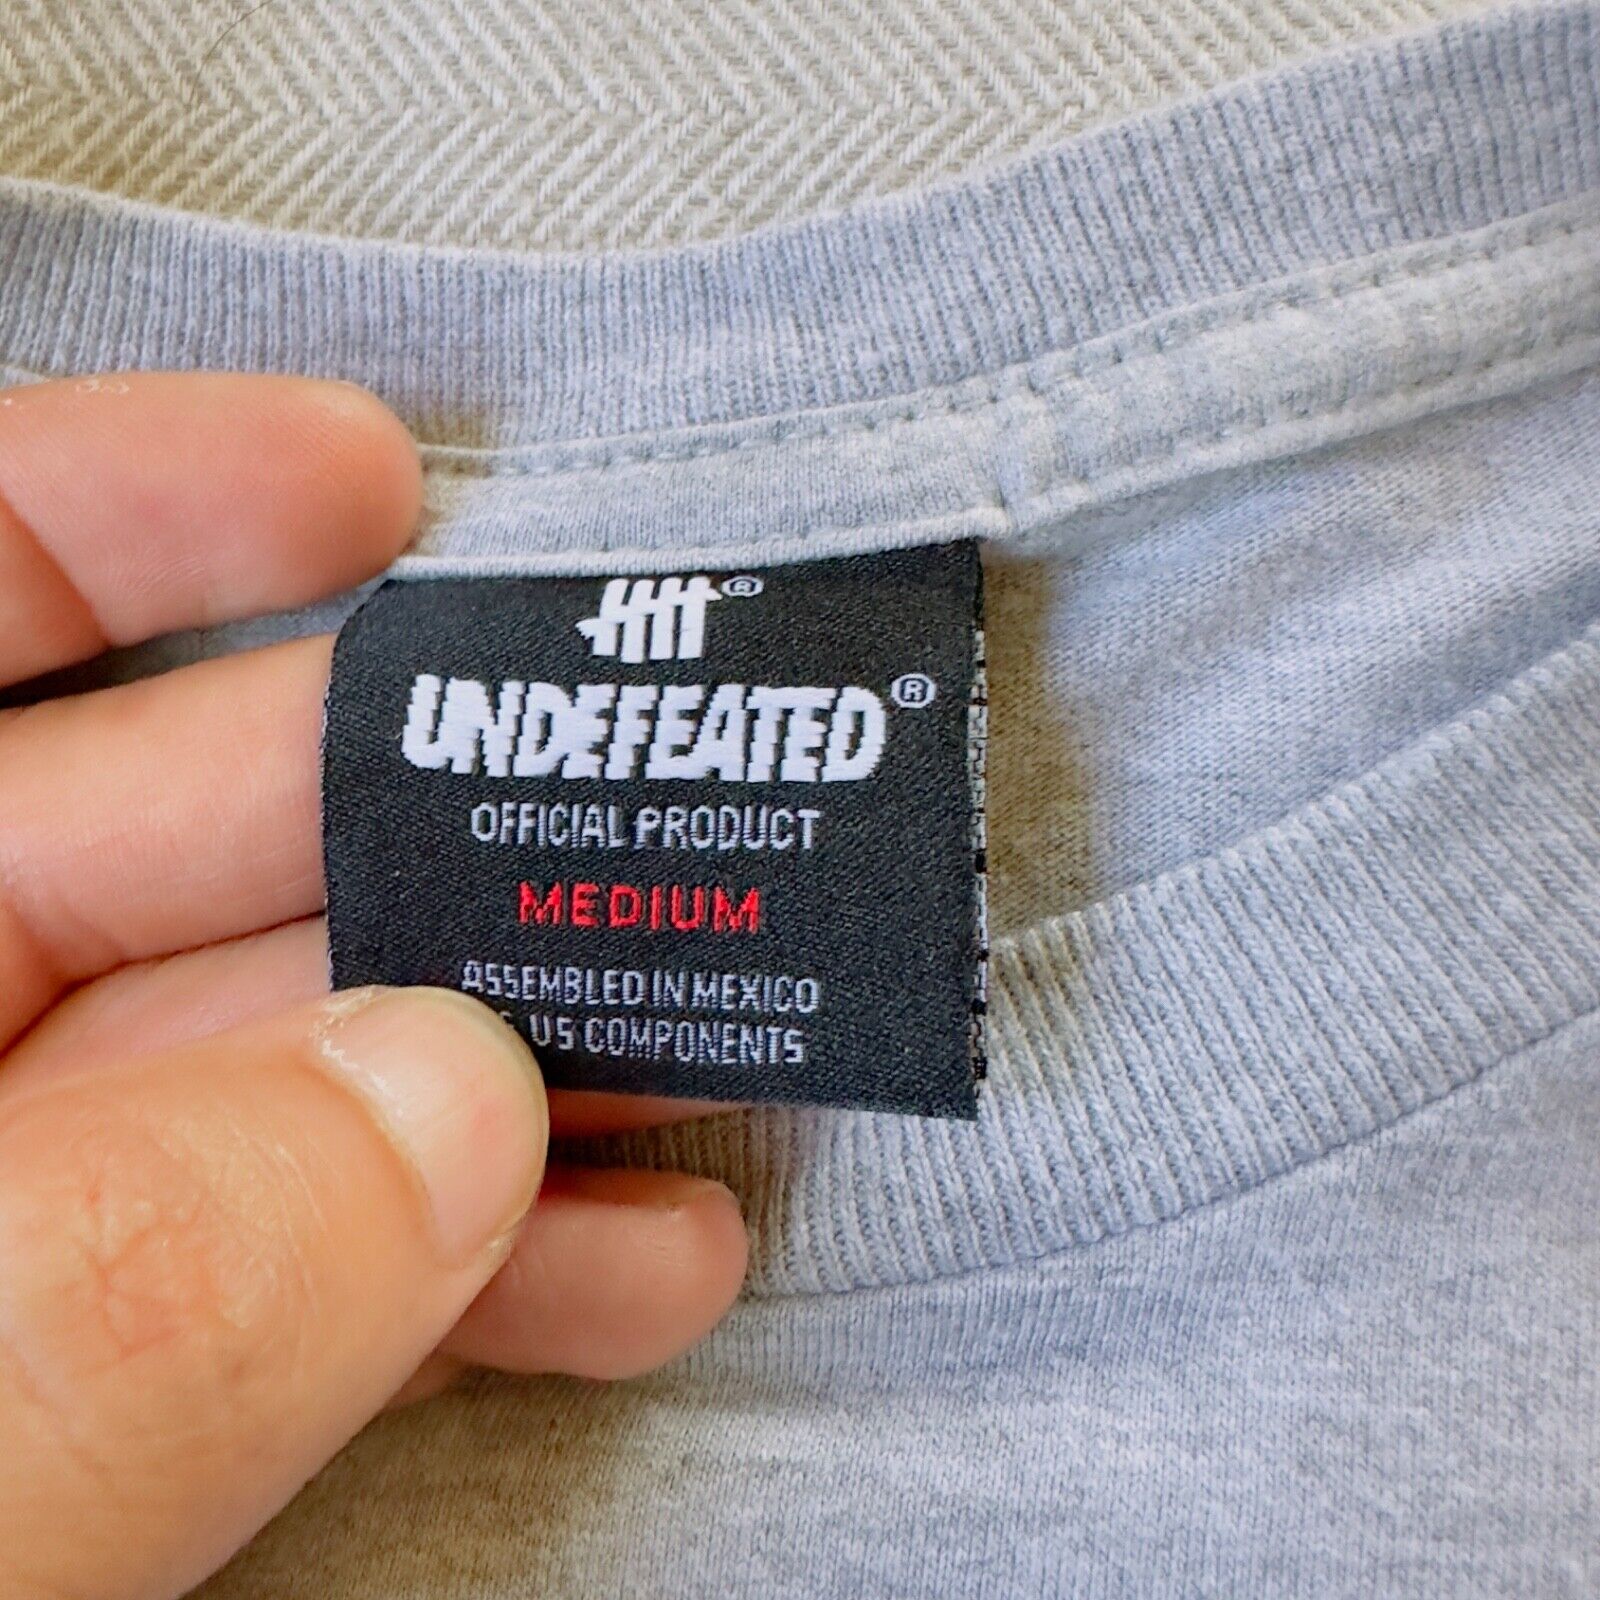 ®
UNDEFEATED®
OFFICIAL PRODUCT
MEDIUM
ASSEMBLED IN MEXICO
US COMPONENTS